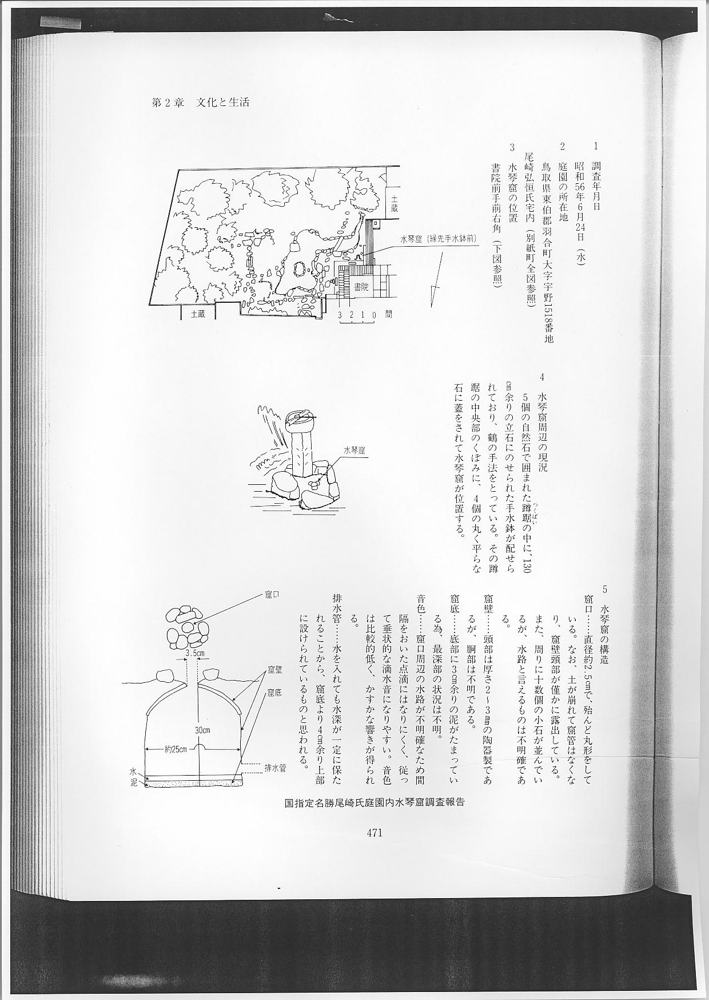 第2章　文化と生活
1　調査年月日
昭和56年6月24日（水）
2　庭園の所在地
鳥取県東伯郡羽合町大字宇野1518番地
尾崎弘恒氏宅内（別紙町全図参照）
3　水琴窟の位置
書院前手前右角（下図参照）
土蔵
水琴窟（縁先手水鉢前）
書院
土蔵
3 2 1 0 間
4　水琴窟周辺の現況
5個の自然石で囲まれた蹲踞の中に、130
つくばい
cm余りの立石にのせられた手水鉢が配せら
れており、鶴の手法をとっている。その蹲
踞の中央部のくぼみに、4個の丸く平らな
石に蓋をされて水琴窟が位置する。
水琴窟
5　水琴窟の構造
窟口……直径約2.5cmで、殆んど丸形をして
いる。なお、土が崩れて窟管はなくな
り、窟壁頭部が僅かに露出している。
また、周りに十数個の小石が並んでい
るが、水路と言えるものは不明確であ
る。
窟壁……頭部は厚さ2～3㎜の陶器製であ
るが、胴部は不明である。
窟底……底部に3cm余りの泥がたまってい
る為、最深部の状況は不明。
音色……窟口周辺の水路が不明確なため間
隔をおいた点滴にはなりにくく、従っ
て垂状的な滴水音になりやすい。音色
は比較的低く、かすかな響きが得られ
る。
排水管……水を入れても水深が一定に保た
れることから、窟底より4cm余り上部
に設けられているものと思われる。
窟口
3.5cm
窟壁
窟底
30cm
約25cm
排水管
水
泥
国指定名勝尾崎氏庭園内水琴窟調査報告
471